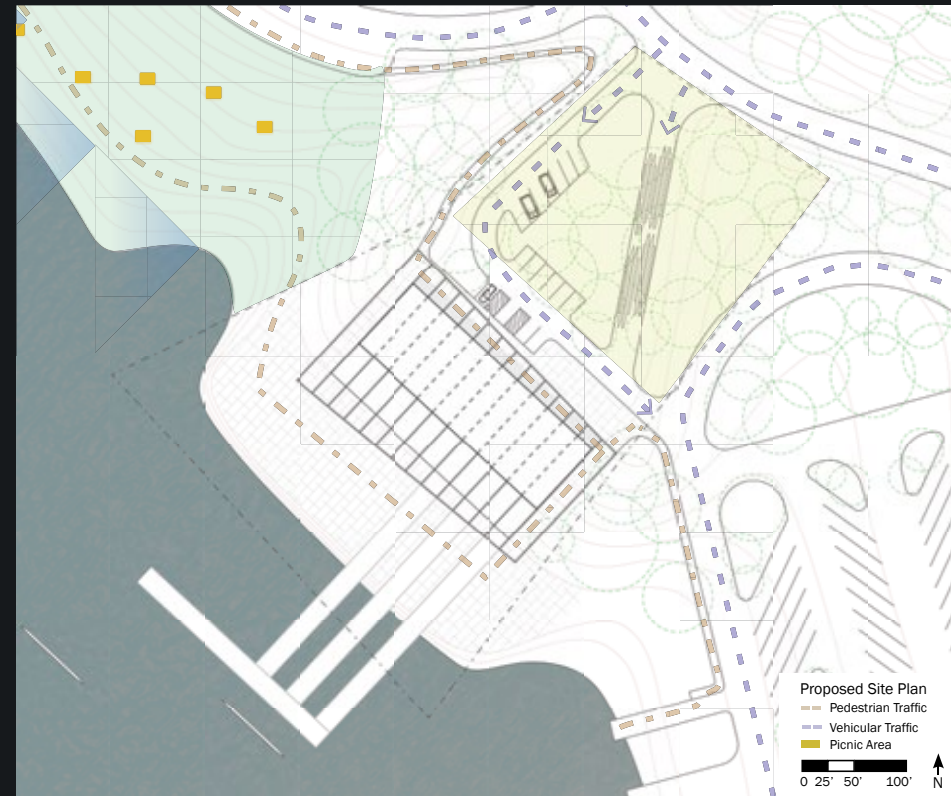 Proposed Site Plan
Pedestrian Traffic
Vehicular Traffic
Picnic Area
0 25' 50' 100'
N